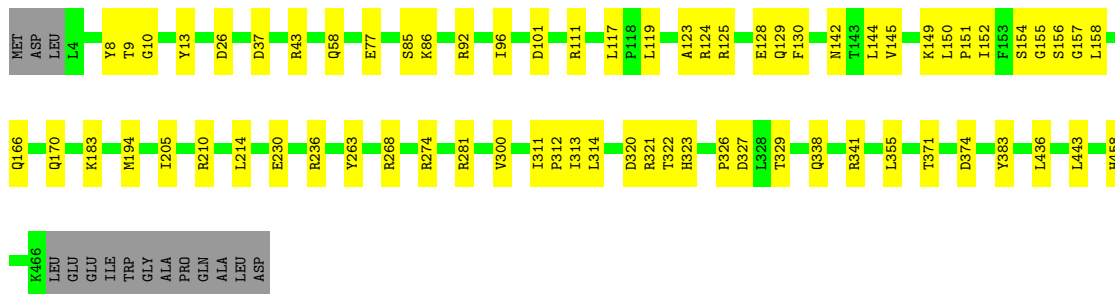 MET ASP LEU L4 Y8 T9 G10 Y13 D26 D37 R43 Q58 E77 S85 K86 R92 I96 D101 R111 L117 P118 L119 A123 R124 R125 E128 Q129 F130 N142 T143 L144 V145 K149 L150 P151 I152 F153 S154 G155 S156 G157 L158
Q166 Q170 K183 M194 I205 R210 L214 E230 R236 Y263 R268 R274 R281 V300 I311 P312 I313 L314 D320 R321 T322 H323 P326 D327 L328 T329 Q338 R341 L355 T371 D374 Y383 L436 L443 H458
K466 LEU GLU GLU ILE TRP GLY ALA PRO GLN ALA LEU ASP